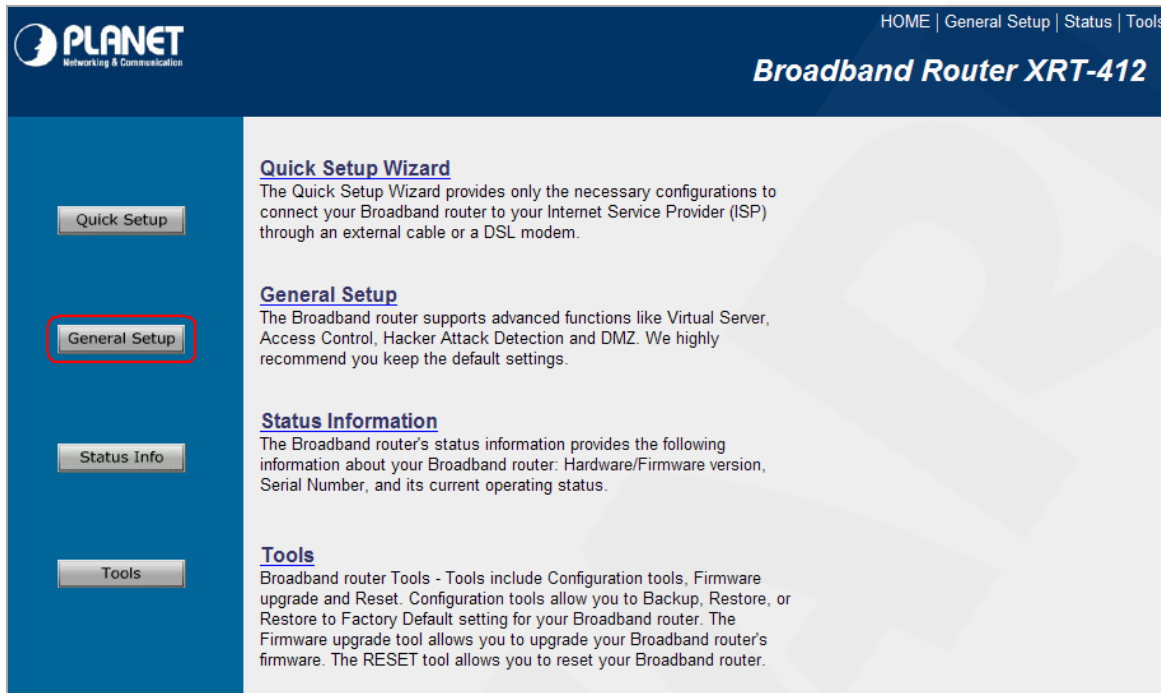 PLANET
Networking & Communication
HOME | General Setup | Status | Tools
Broadband Router XRT-412
Quick Setup
Quick Setup Wizard
The Quick Setup Wizard provides only the necessary configurations to
connect your Broadband router to your Internet Service Provider (ISP)
through an external cable or a DSL modem.
General Setup
General Setup
The Broadband router supports advanced functions like Virtual Server,
Access Control, Hacker Attack Detection and DMZ. We highly
recommend you keep the default settings.
Status Info
Status Information
The Broadband router's status information provides the following
information about your Broadband router: Hardware/Firmware version,
Serial Number, and its current operating status.
Tools
Tools
Broadband router Tools - Tools include Configuration tools, Firmware
upgrade and Reset. Configuration tools allow you to Backup, Restore, or
Restore to Factory Default setting for your Broadband router. The
Firmware upgrade tool allows you to upgrade your Broadband router's
firmware. The RESET tool allows you to reset your Broadband router.